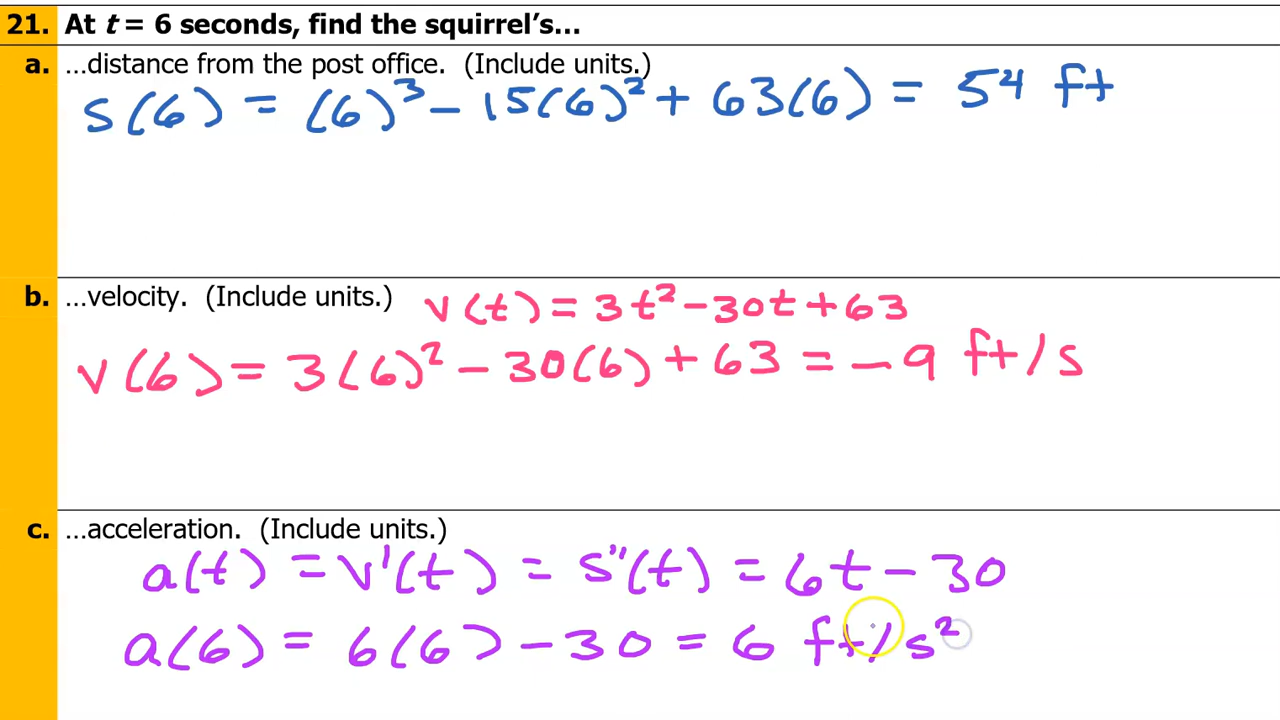 21. At t = 6 seconds, find the squirrel's…
a. …distance from the post office. (Include units.)
s(6) = (6)³ - 15(6)² + 63(6) = 54 ft
b. …velocity. (Include units.) v(t) = 3t² - 30t + 63
v(6) = 3(6)² - 30(6) + 63 = -9 ft/s
c. …acceleration. (Include units.)
a(t) = v'(t) = s''(t) = 6t - 30
a(6) = 6(6) - 30 = 6 ft/s²